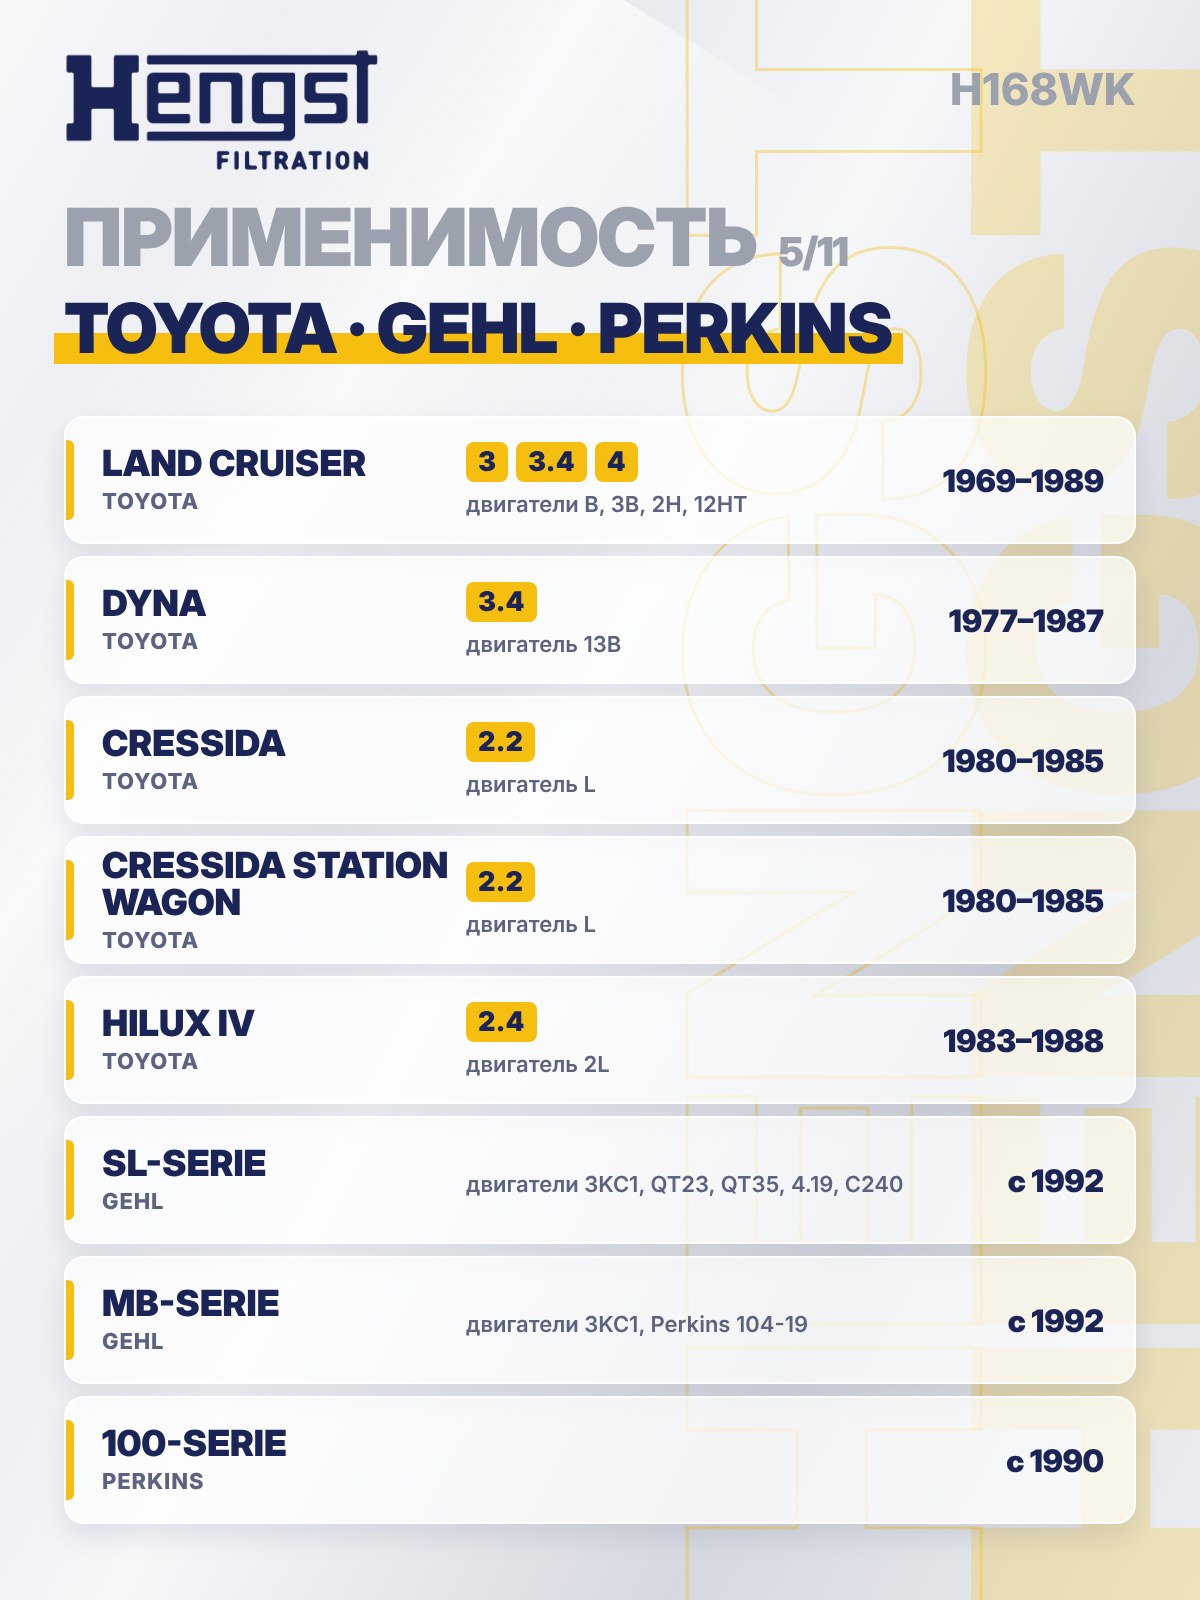 Hengst
FILTRATION
H168WK
ПРИМЕНИМОСТЬ 5/11
TOYOTA · GEHL · PERKINS
LAND CRUISER
TOYOTA
3 3.4 4
двигатели B, 3B, 2H, 12HT
1969–1989
DYNA
TOYOTA
3.4
двигатель 13B
1977–1987
CRESSIDA
TOYOTA
2.2
двигатель L
1980–1985
CRESSIDA STATION
WAGON
TOYOTA
2.2
двигатель L
1980–1985
HILUX IV
TOYOTA
2.4
двигатель 2L
1983–1988
SL-SERIE
GEHL
двигатели 3KC1, QT23, QT35, 4.19, C240
с 1992
MB-SERIE
GEHL
двигатели 3KC1, Perkins 104-19
с 1992
100-SERIE
PERKINS
с 1990
HENGST
HENGST